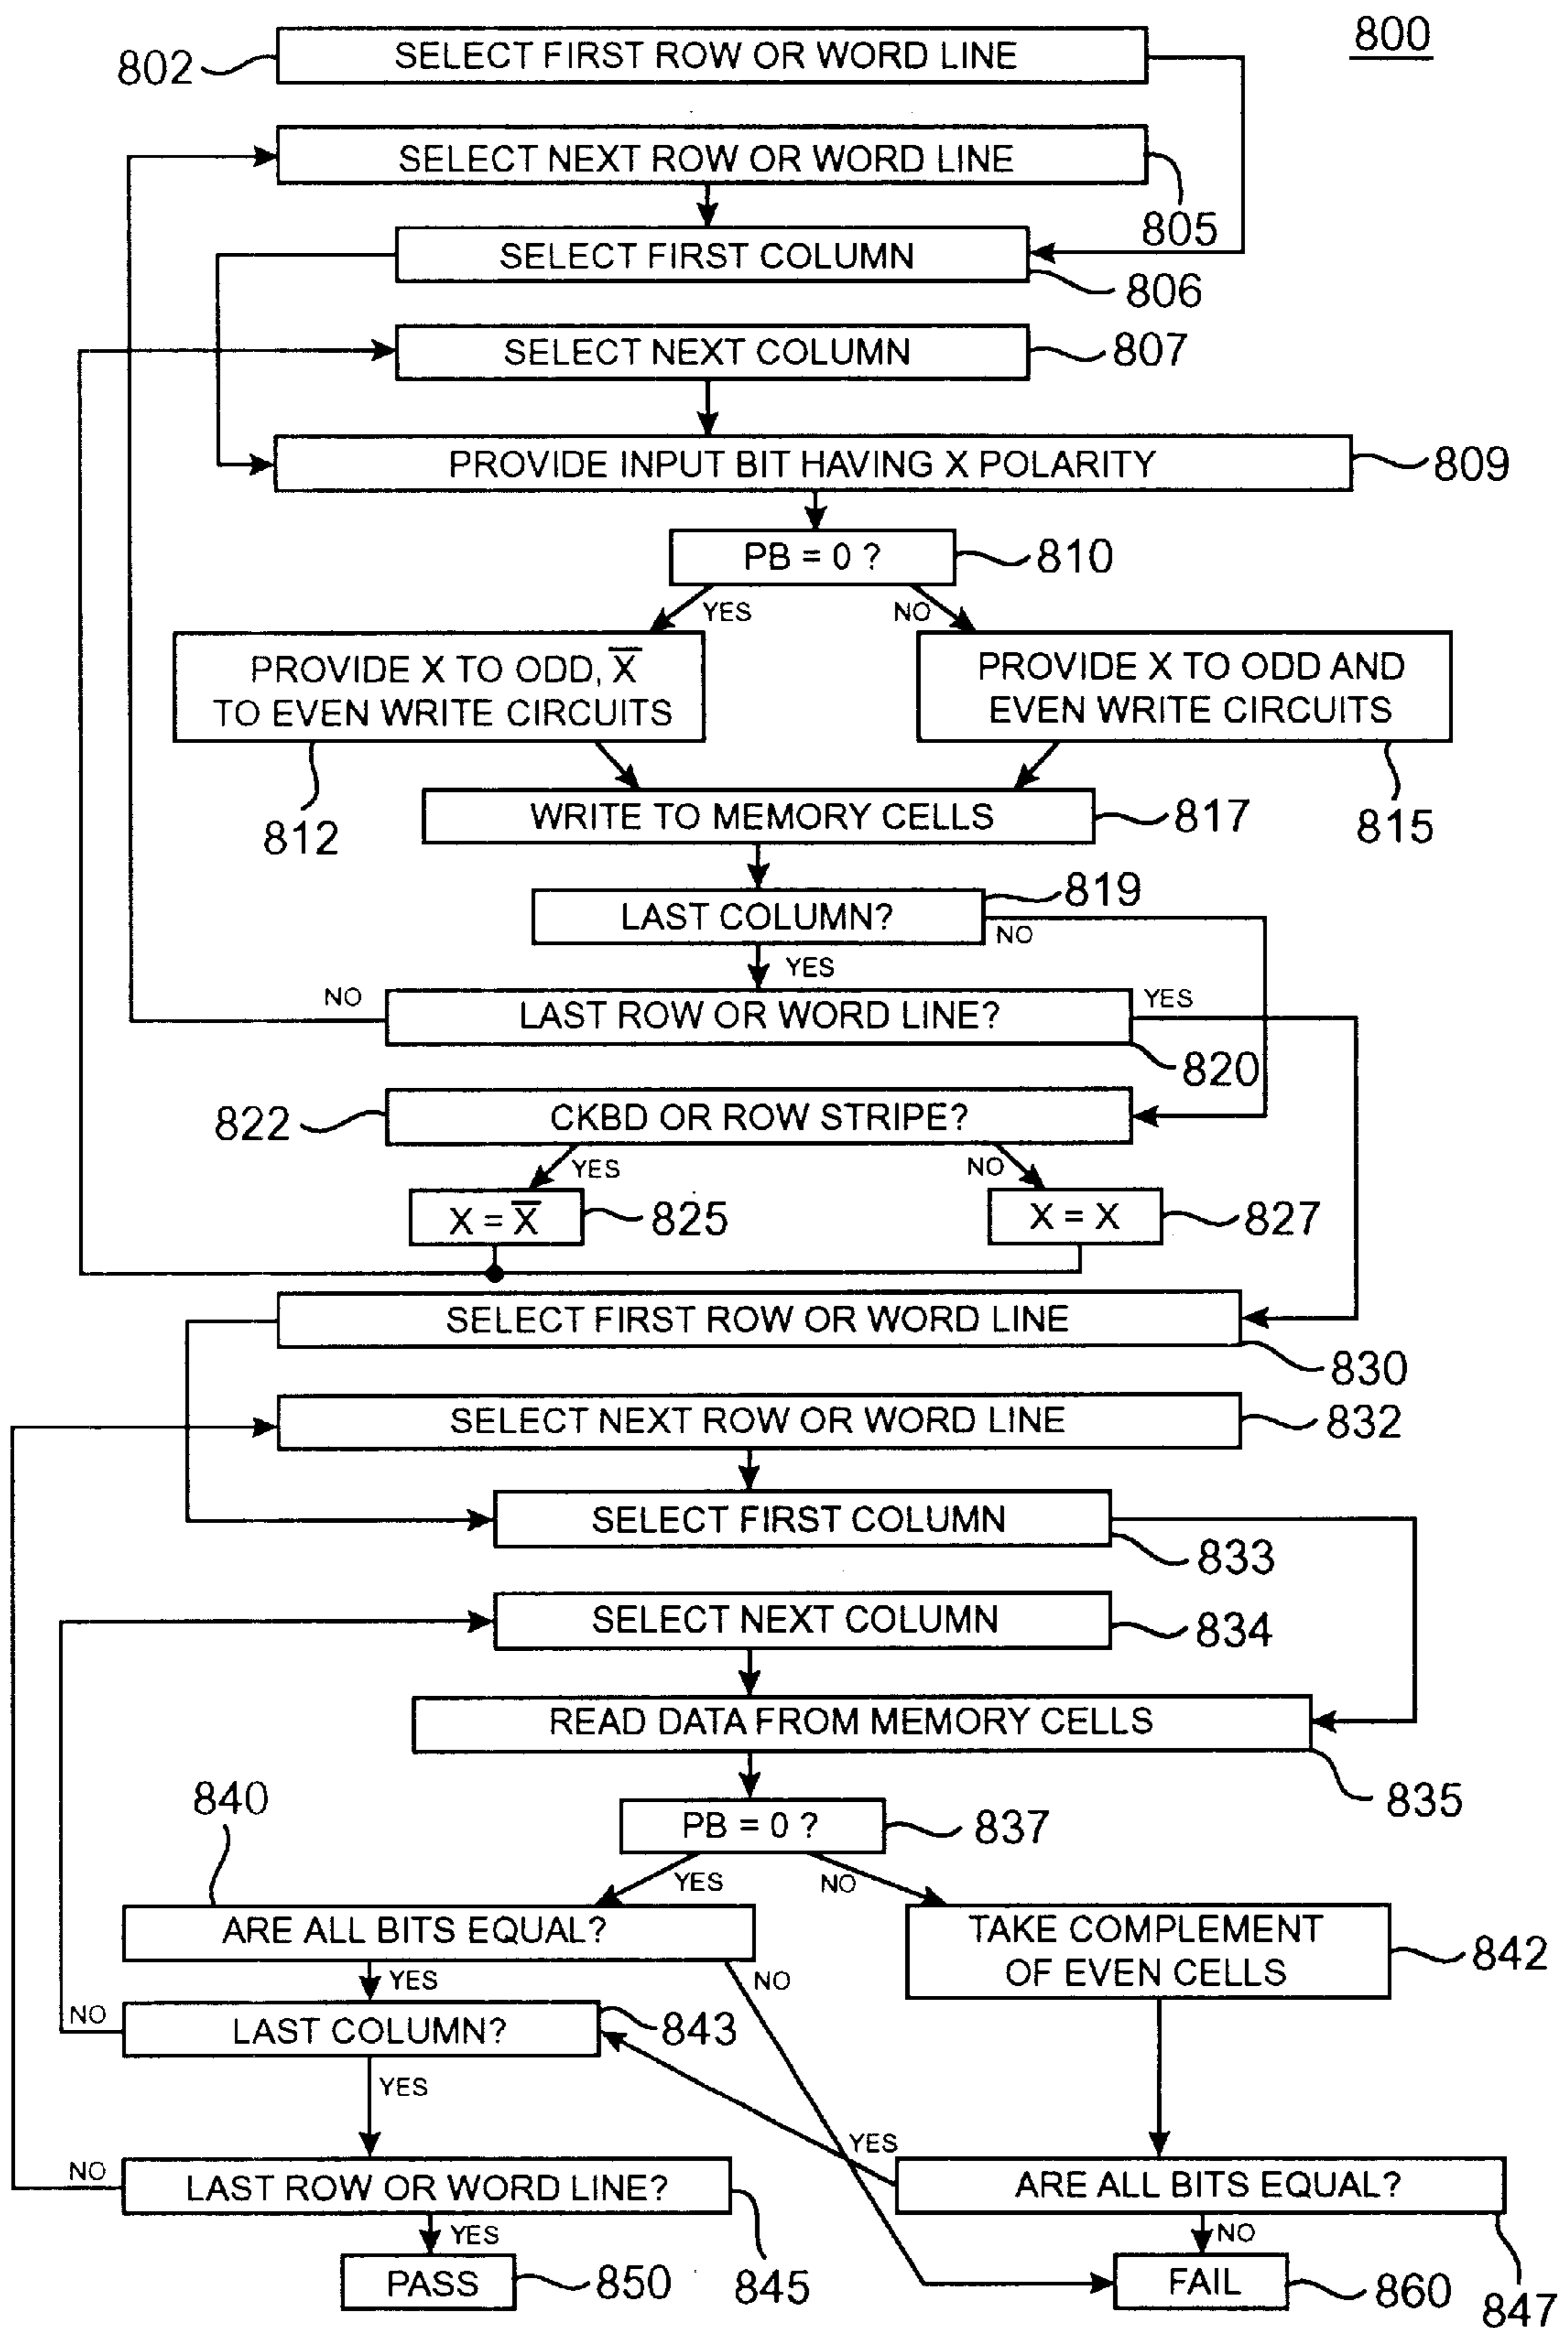 800
802
SELECT FIRST ROW OR WORD LINE
SELECT NEXT ROW OR WORD LINE
805
SELECT FIRST COLUMN
806
SELECT NEXT COLUMN
807
PROVIDE INPUT BIT HAVING X POLARITY
809
PB = 0 ?
810
YES
NO
PROVIDE X TO ODD, X̅
TO EVEN WRITE CIRCUITS
812
PROVIDE X TO ODD AND
EVEN WRITE CIRCUITS
815
WRITE TO MEMORY CELLS
817
LAST COLUMN?
819
NO
YES
NO
LAST ROW OR WORD LINE?
YES
820
822
CKBD OR ROW STRIPE?
YES
NO
X = X̅
825
X = X
827
SELECT FIRST ROW OR WORD LINE
830
SELECT NEXT ROW OR WORD LINE
832
SELECT FIRST COLUMN
833
SELECT NEXT COLUMN
834
READ DATA FROM MEMORY CELLS
835
PB = 0 ?
837
YES
NO
840
ARE ALL BITS EQUAL?
YES
NO
TAKE COMPLEMENT
OF EVEN CELLS
842
NO
LAST COLUMN?
843
YES
YES
NO
LAST ROW OR WORD LINE?
845
ARE ALL BITS EQUAL?
847
YES
NO
PASS
850
FAIL
860